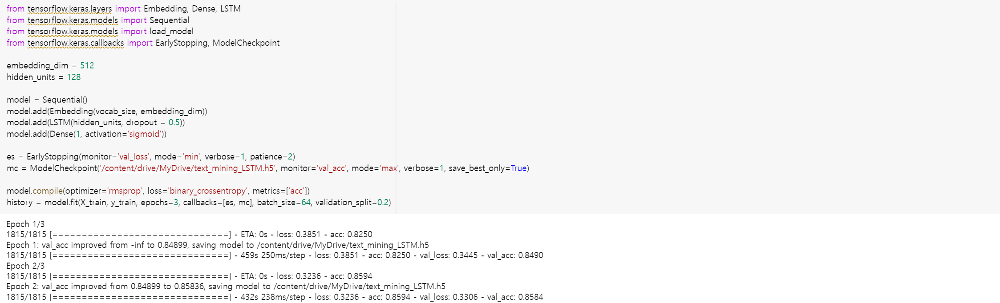 from tensorflow.keras.layers import Embedding, Dense, LSTM
from tensorflow.keras.models import Sequential
from tensorflow.keras.models import load_model
from tensorflow.keras.callbacks import EarlyStopping, ModelCheckpoint
embedding_dim = 512
hidden_units = 128
model = Sequential()
model.add(Embedding(vocab_size, embedding_dim))
model.add(LSTM(hidden_units, dropout = 0.5))
model.add(Dense(1, activation='sigmoid'))
es = EarlyStopping(monitor='val_loss', mode='min', verbose=1, patience=2)
mc = ModelCheckpoint('/content/drive/MyDrive/text_mining_LSTM.h5', monitor='val_acc', mode='max', verbose=1, save_best_only=True)
model.compile(optimizer='rmsprop', loss='binary_crossentropy', metrics=['acc'])
history = model.fit(X_train, y_train, epochs=3, callbacks=[es, mc], batch_size=64, validation_split=0.2)
Epoch 1/3
1815/1815 [==============================] - ETA: 0s - loss: 0.3851 - acc: 0.8250
Epoch 1: val_acc improved from -inf to 0.84899, saving model to /content/drive/MyDrive/text_mining_LSTM.h5
1815/1815 [==============================] - 459s 250ms/step - loss: 0.3851 - acc: 0.8250 - val_loss: 0.3445 - val_acc: 0.8490
Epoch 2/3
1815/1815 [==============================] - ETA: 0s - loss: 0.3236 - acc: 0.8594
Epoch 2: val_acc improved from 0.84899 to 0.85836, saving model to /content/drive/MyDrive/text_mining_LSTM.h5
1815/1815 [==============================] - 432s 238ms/step - loss: 0.3236 - acc: 0.8594 - val_loss: 0.3306 - val_acc: 0.8584